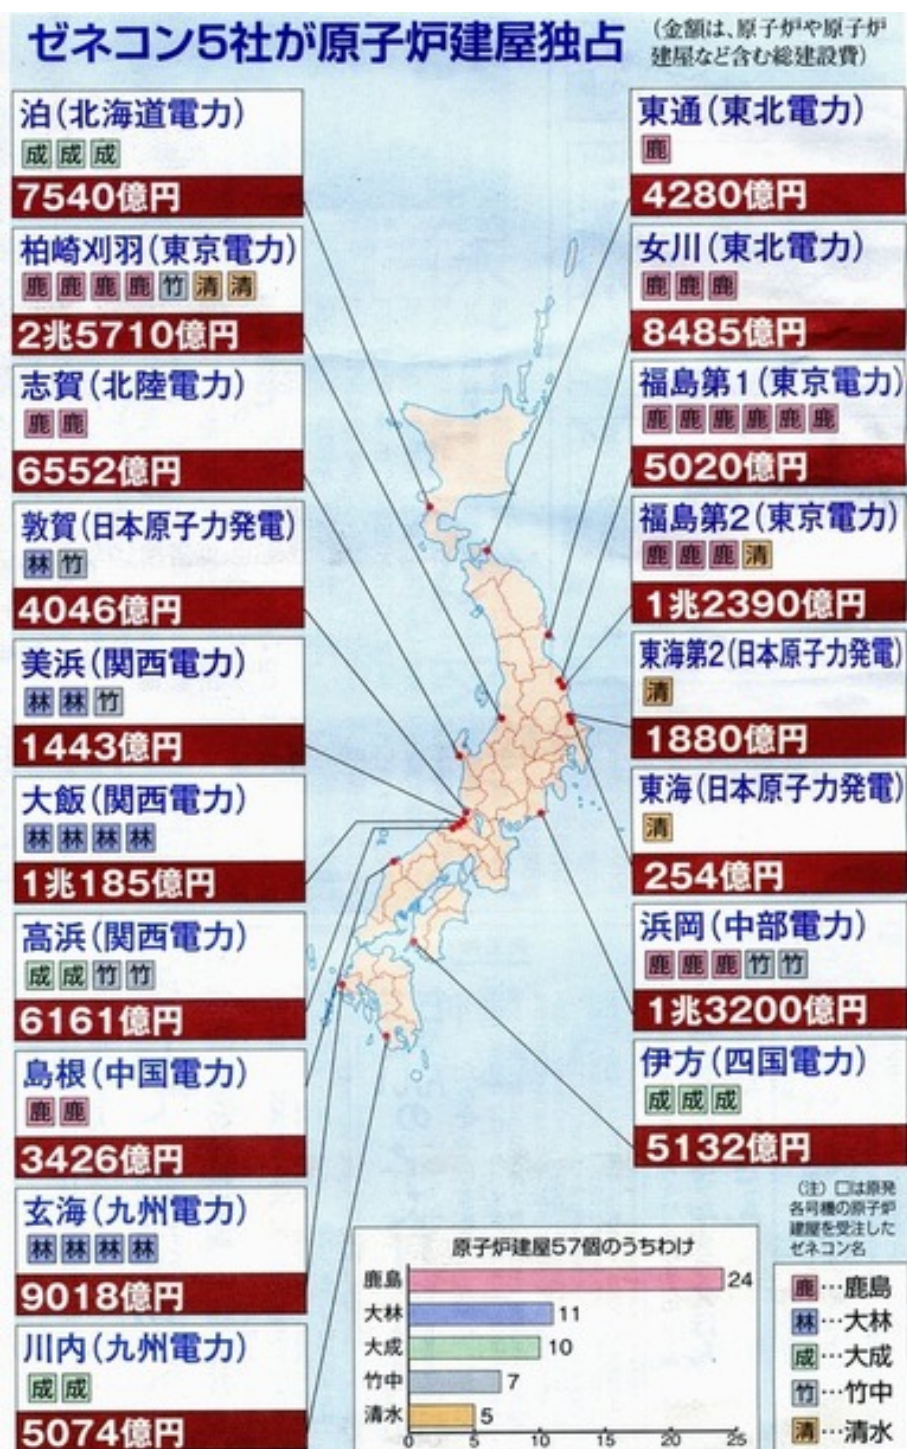 ゼネコン5社が原子炉建屋独占
(金額は、原子炉や原子炉
建屋など含む総建設費)
泊(北海道電力)
成 成 成
7540億円
柏崎刈羽(東京電力)
鹿 鹿 鹿 鹿 竹 清 清
2兆5710億円
志賀(北陸電力)
鹿 鹿
6552億円
敦賀(日本原子力発電)
林 竹
4046億円
美浜(関西電力)
林 林 竹
1443億円
大飯(関西電力)
林 林 林 林
1兆185億円
高浜(関西電力)
成 成 竹 竹
6161億円
島根(中国電力)
鹿 鹿
3426億円
玄海(九州電力)
林 林 林 林
9018億円
川内(九州電力)
成 成
5074億円
東通(東北電力)
鹿
4280億円
女川(東北電力)
鹿 鹿 鹿
8485億円
福島第1(東京電力)
鹿 鹿 鹿 鹿 鹿 鹿
5020億円
福島第2(東京電力)
鹿 鹿 鹿 清
1兆2390億円
東海第2(日本原子力発電)
清
1880億円
東海(日本原子力発電)
清
254億円
浜岡(中部電力)
鹿 鹿 鹿 竹 竹
1兆3200億円
伊方(四国電力)
成 成 成
5132億円
(注) □は原発
各号機の原子炉
建屋を受注した
ゼネコン名
鹿…鹿島
林…大林
成…大成
竹…竹中
清…清水
原子炉建屋57個のうちわけ
鹿島 24
大林 11
大成 10
竹中 7
清水 5
0 5 10 15 20 25